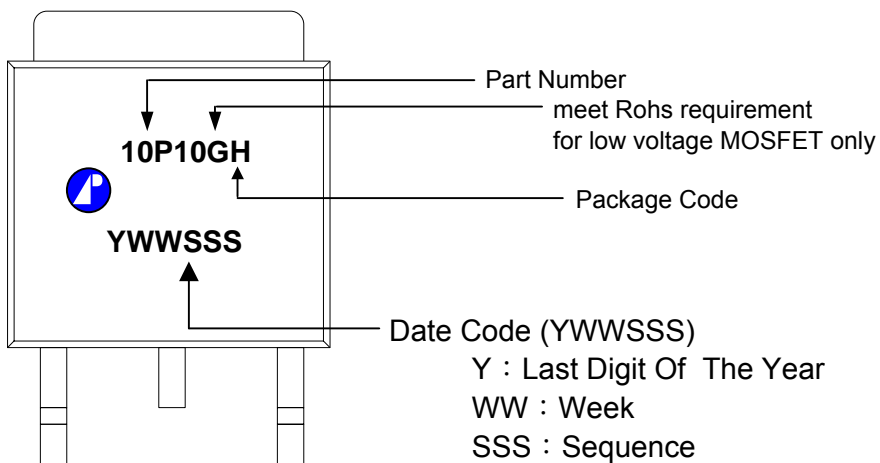 Part Number
meet Rohs requirement
for low voltage MOSFET only
10P10GH
Package Code
YWWSSS
Date Code (YWWSSS)
Y：Last Digit Of The Year
WW：Week
SSS：Sequence